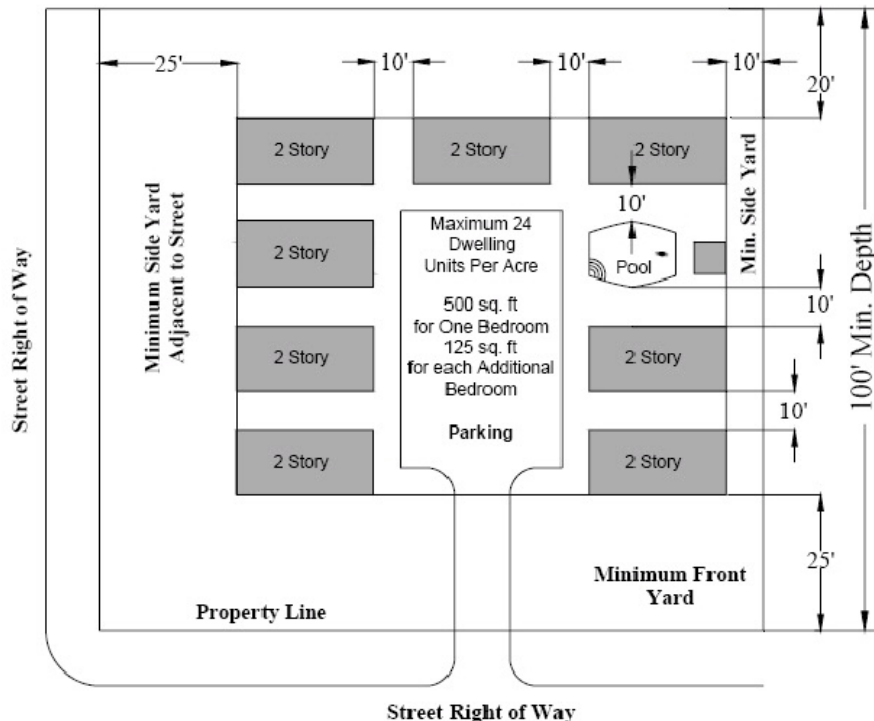 25'
10'
10'
10'
20'
2 Story
2 Story
2 Story
Min. Side Yard
10'
Maximum 24
Dwelling
Units Per Acre
500 sq. ft
for One Bedroom
125 sq. ft
for each Additional
Bedroom
Parking
Pool
2 Story
Minimum Side Yard
Adjacent to Street
Street Right of Way
10'
100' Min. Depth
2 Story
2 Story
10'
2 Story
2 Story
25'
Minimum Front
Yard
Property Line
Street Right of Way